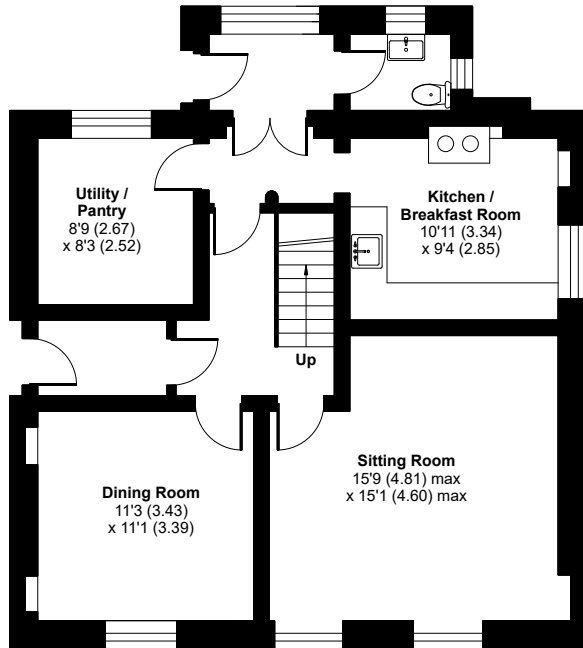 Utility /
Pantry
8'9 (2.67)
x 8'3 (2.52)
Kitchen /
Breakfast Room
10'11 (3.34)
x 9'4 (2.85)
Up
Sitting Room
15'9 (4.81) max
x 15'1 (4.60) max
Dining Room
11'3 (3.43)
x 11'1 (3.39)